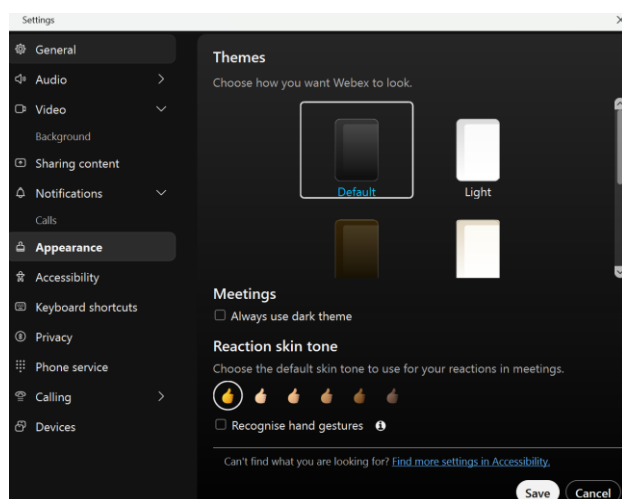 Settings
General
Audio
Video
Background
Sharing content
Notifications
Calls
Appearance
Accessibility
Keyboard shortcuts
Privacy
Phone service
Calling
Devices
Themes
Choose how you want Webex to look.
Default
Light
Meetings
Always use dark theme
Reaction skin tone
Choose the default skin tone to use for your reactions in meetings.
Recognise hand gestures
Can't find what you are looking for? Find more settings in Accessibility.
Save
Cancel